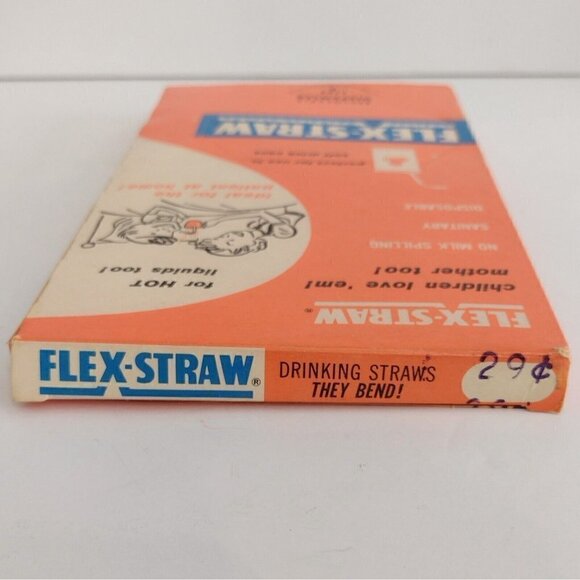 FLEX-STRAW®
DRINKING STRAWS
THEY BEND!
29¢
FLEX-STRAW®
children love 'em!
mother too!
NO MILK SPILLING
SANITARY
DISPOSABLE
for HOT
liquids too!
Ideal for the
patient at home!
FLEX-STRAW